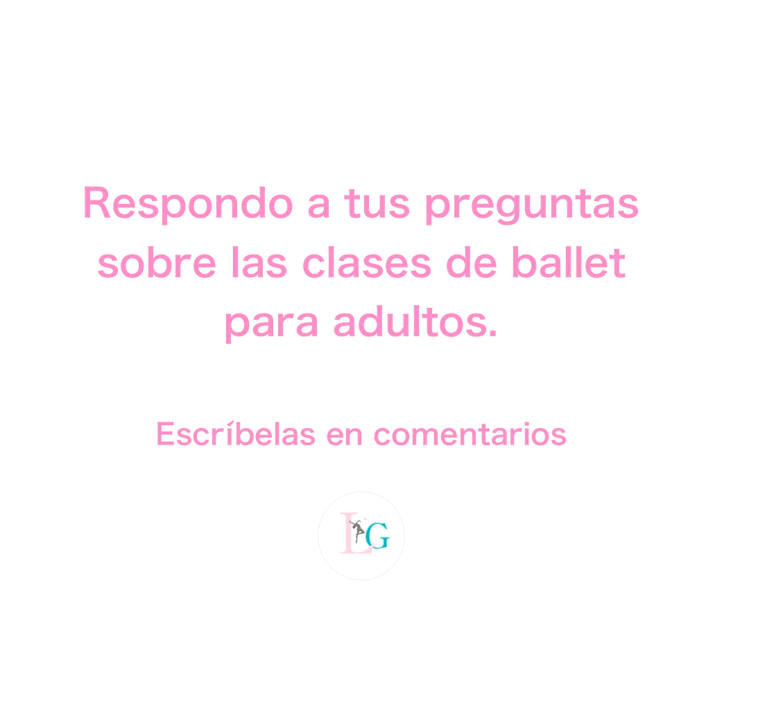 Respondo a tus preguntas
sobre las clases de ballet
para adultos.
Escríbelas en comentarios
LG